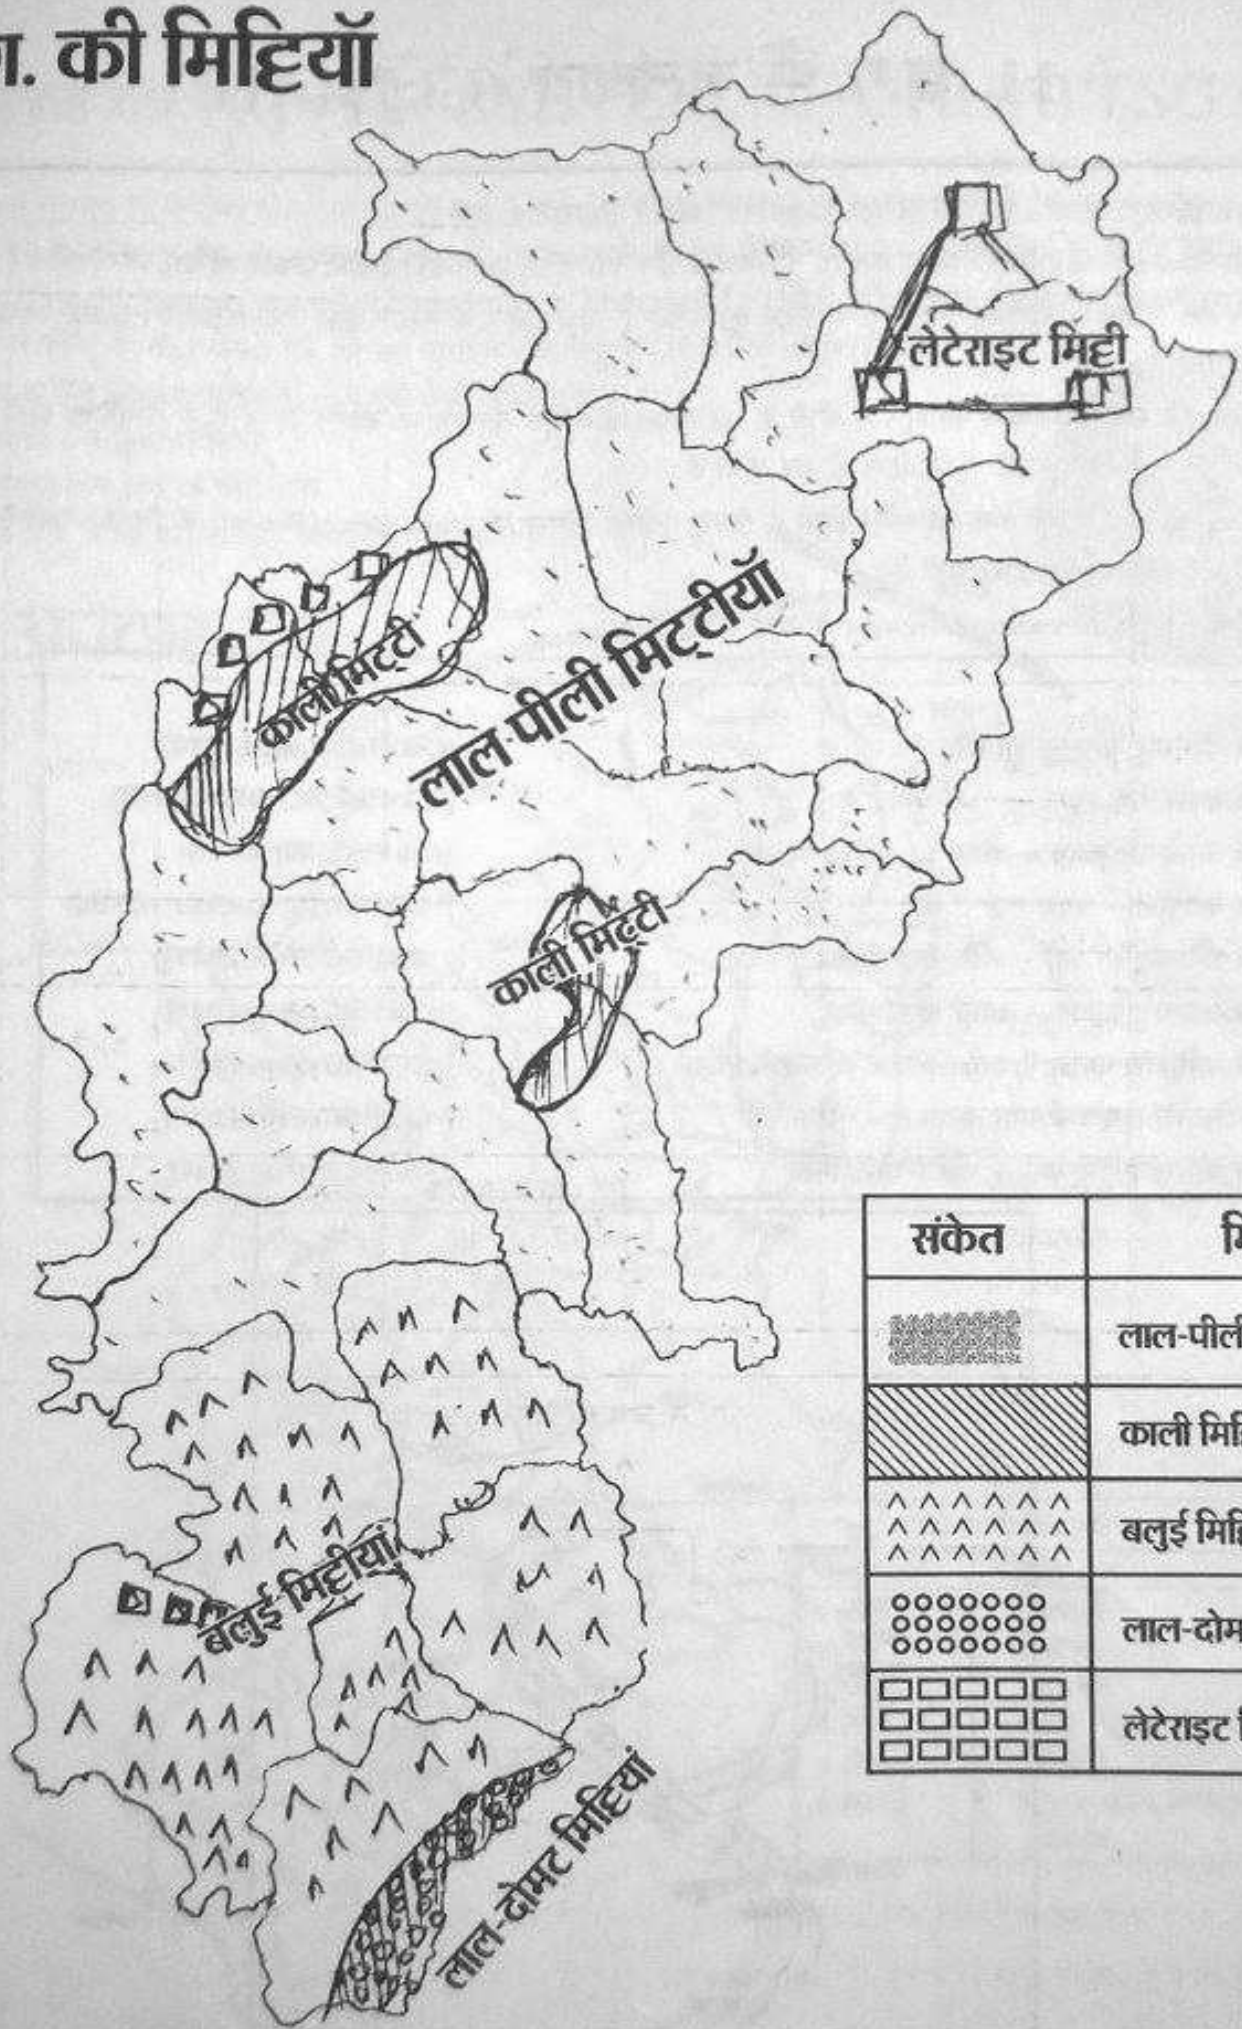 ग. की मिट्टियॉ
लेटेराइट मिट्टी
काली मिट्टी
लाल-पीली मिट्टीयॉ
काली मिट्टी
बलुई मिट्टीयां
लाल-दोमट मिट्टियां
संकेत मि
लाल-पीली
काली मिट्टि
बलुई मिट्टि
लाल-दोम
लेटेराइट